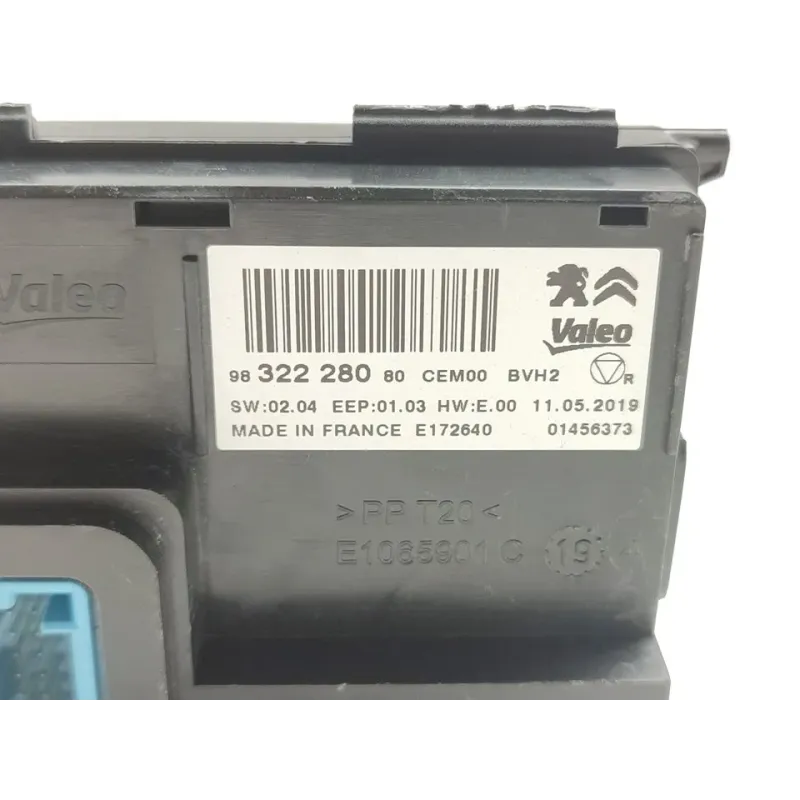 Valeo
Valeo
98 322 280 80 CEM00 BVH2 R
SW:02.04 EEP:01.03 HW:E.00 11.05.2019
MADE IN FRANCE E172640 01456373
>PP T20<
E1065901 C 19 A